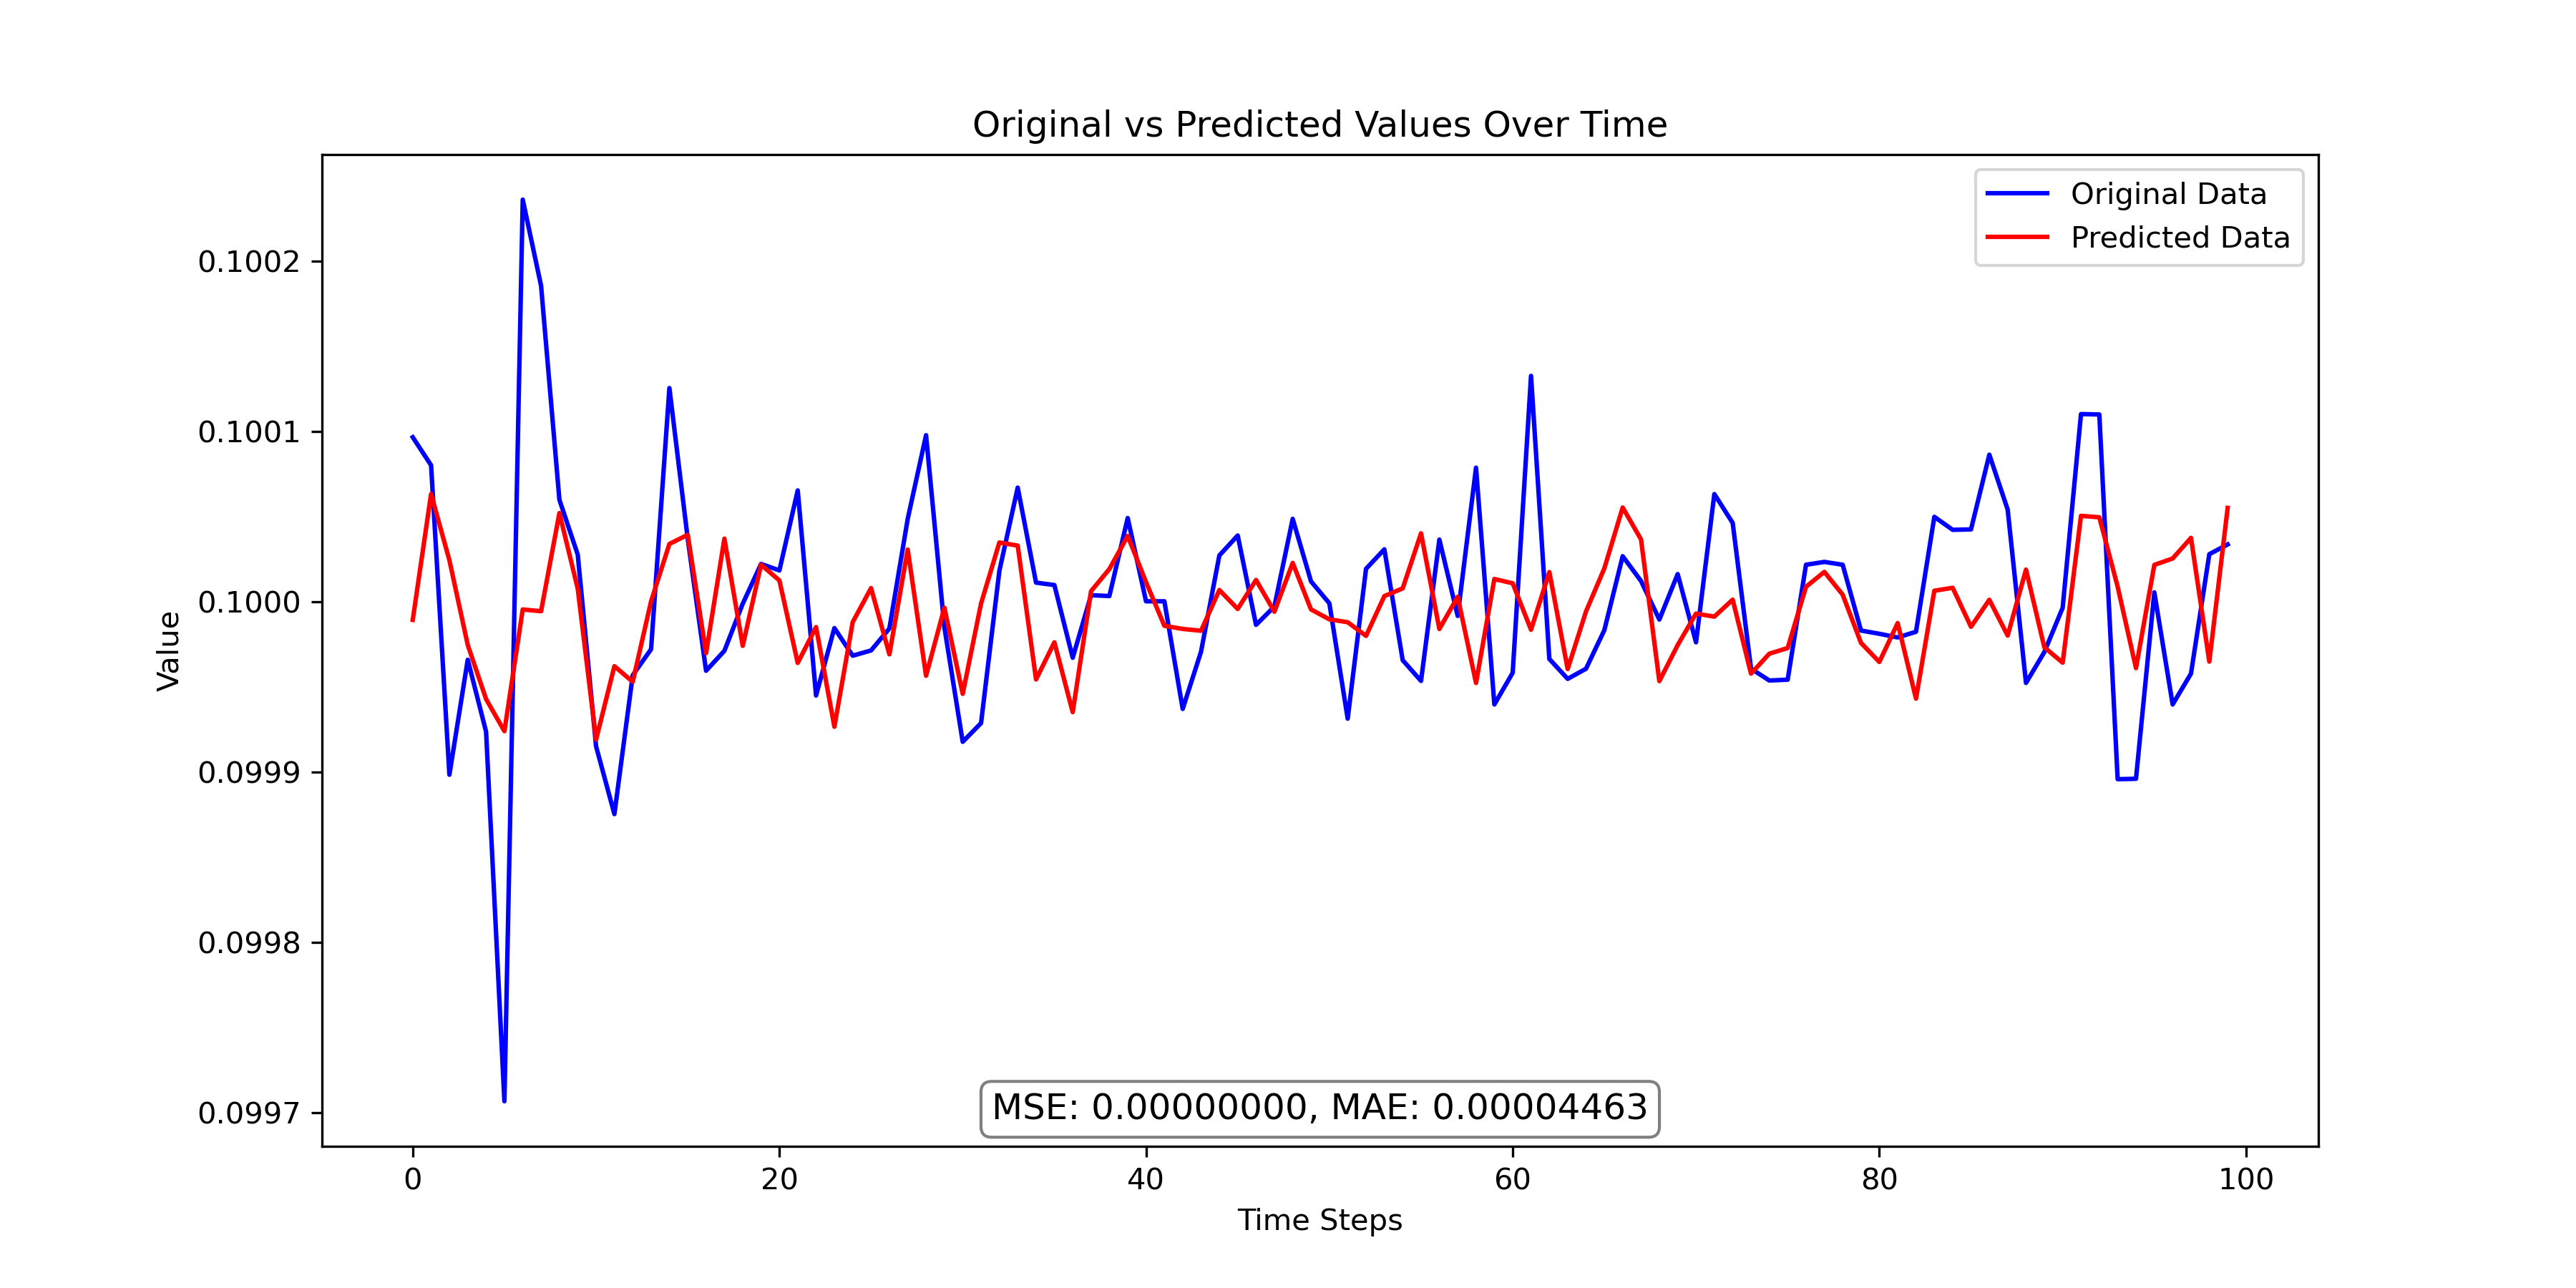 Original vs Predicted Values Over Time
Original Data
Predicted Data
0.1002
0.1001
0.1000
0.0999
0.0998
0.0997
Value
MSE: 0.00000000, MAE: 0.00004463
0 20 40 60 80 100
Time Steps